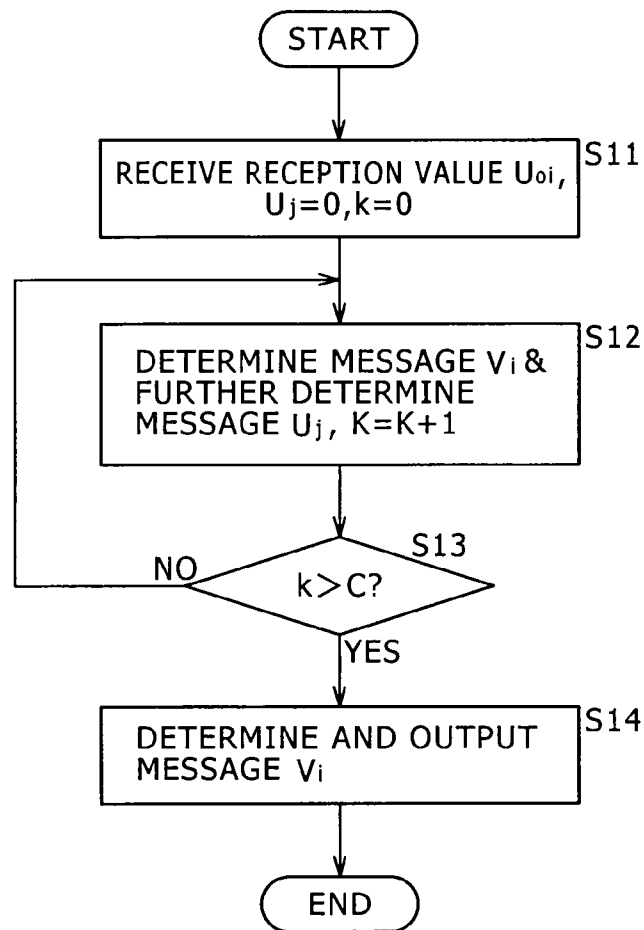 START
S11
RECEIVE RECEPTION VALUE U₀ᵢ,
Uⱼ=0,k=0
S12
DETERMINE MESSAGE Vᵢ &
FURTHER DETERMINE
MESSAGE Uⱼ, K=K+1
S13
NO
k>C?
YES
S14
DETERMINE AND OUTPUT
MESSAGE Vᵢ
END